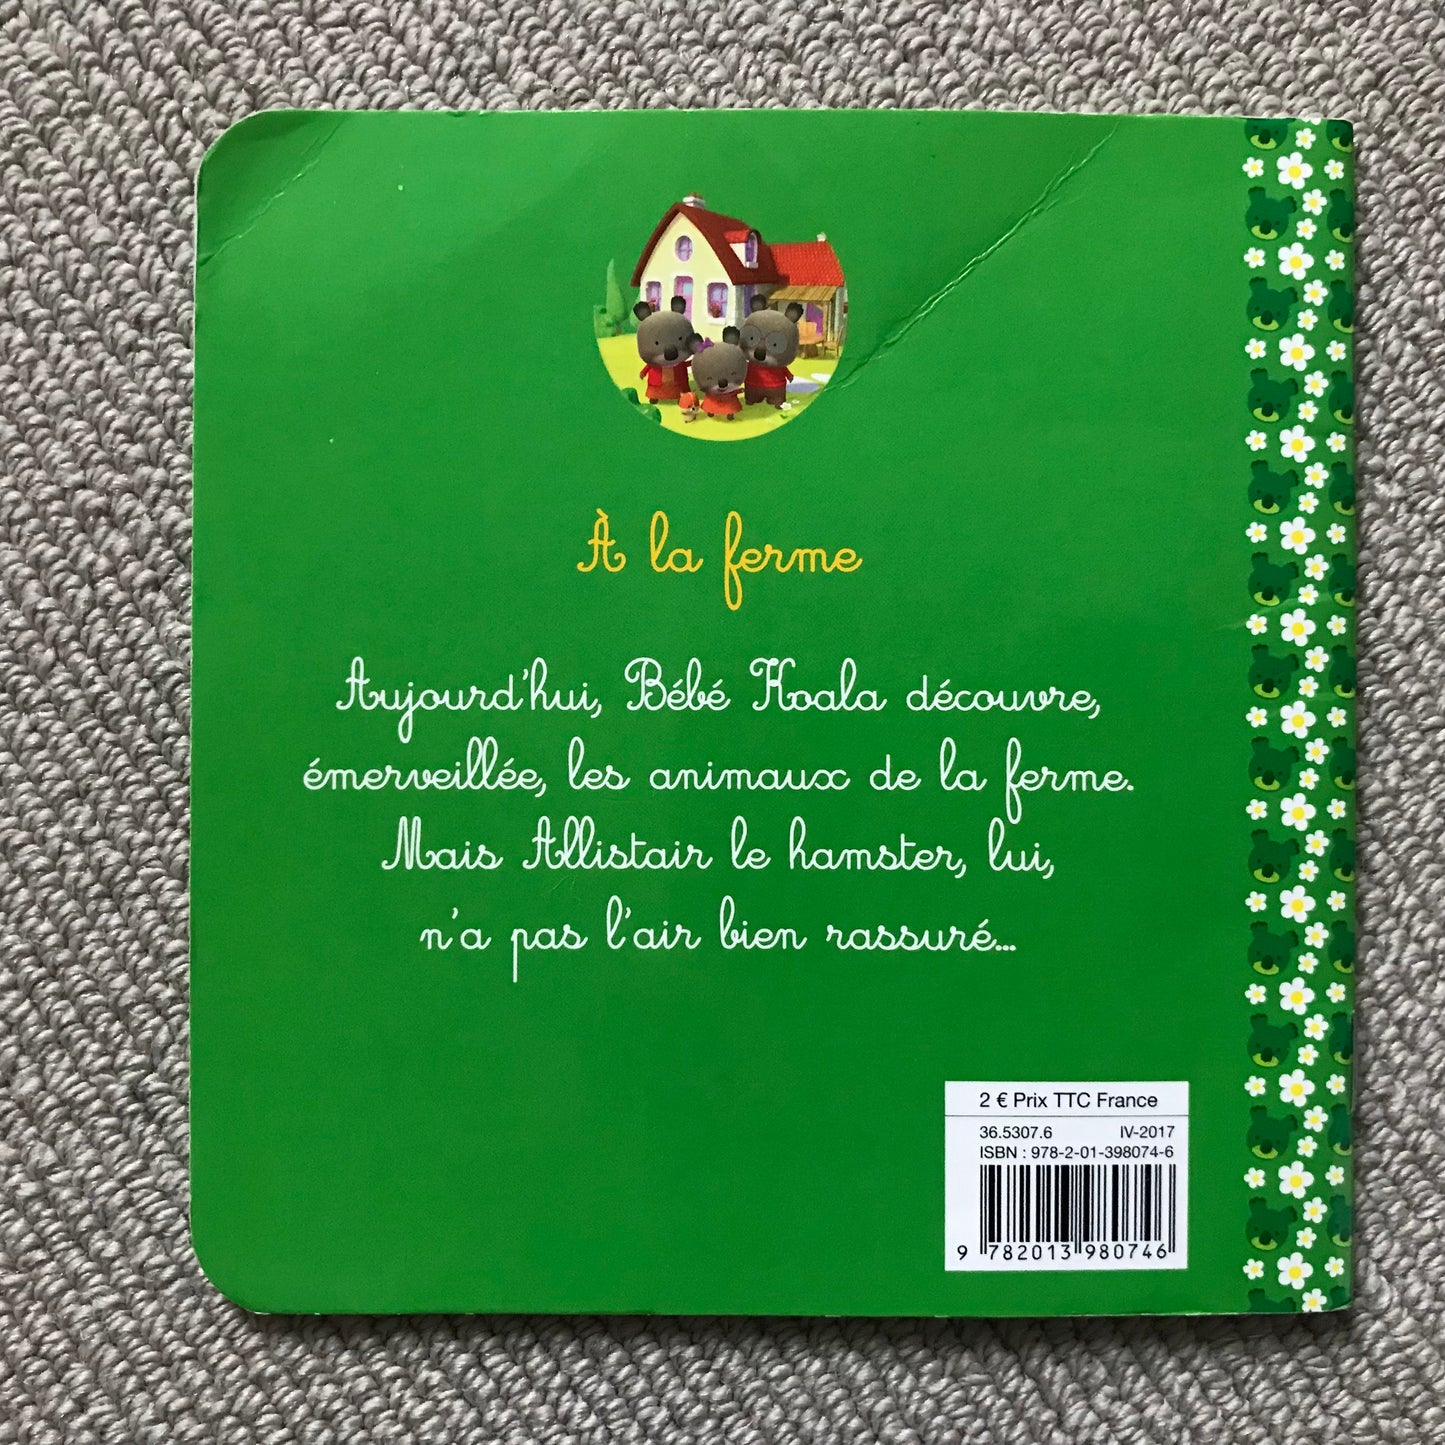 À la ferme
Aujourd'hui, Bébé Koala découvre,
émerveillée, les animaux de la ferme.
Mais Allistair le hamster, lui,
n'a pas l'air bien rassuré...
2 € Prix TTC France
36.5307.6 IV-2017
ISBN : 978-2-01-398074-6
9 782013 980746